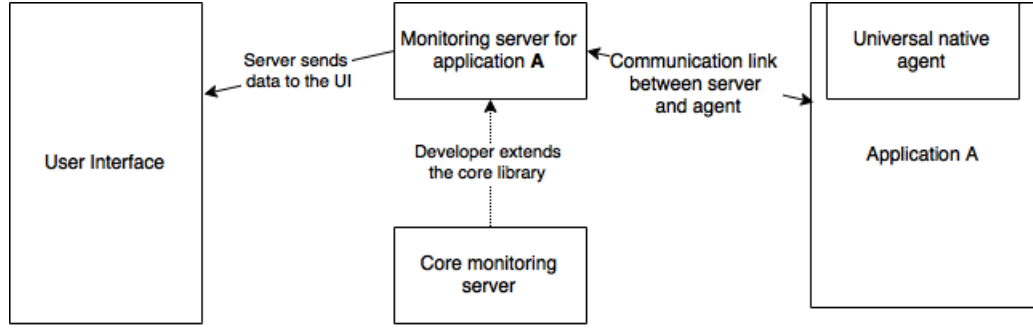 User Interface
Server sends
data to the UI
Monitoring server for
application A
Communication link
between server
and agent
Universal native
agent
Application A
Developer extends
the core library
Core monitoring
server